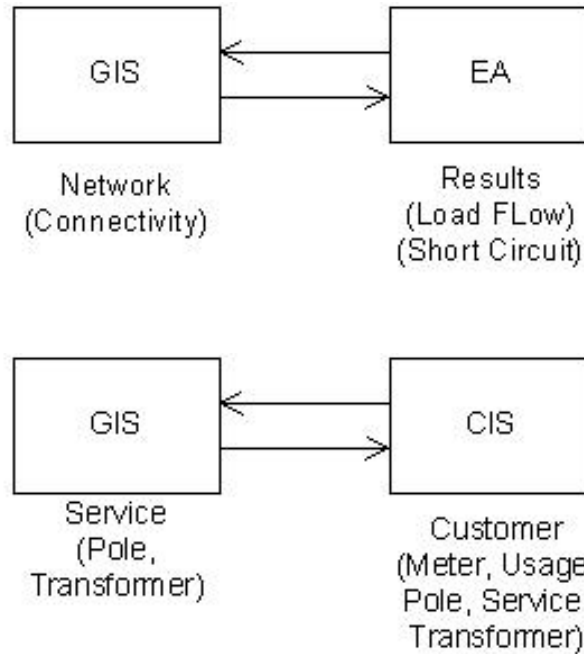 GIS
EA
Network
(Connectivity)
Results
(Load FLow)
(Short Circuit)
GIS
CIS
Service
(Pole,
Transformer)
Customer
(Meter, Usage
Pole, Service
Transformer)